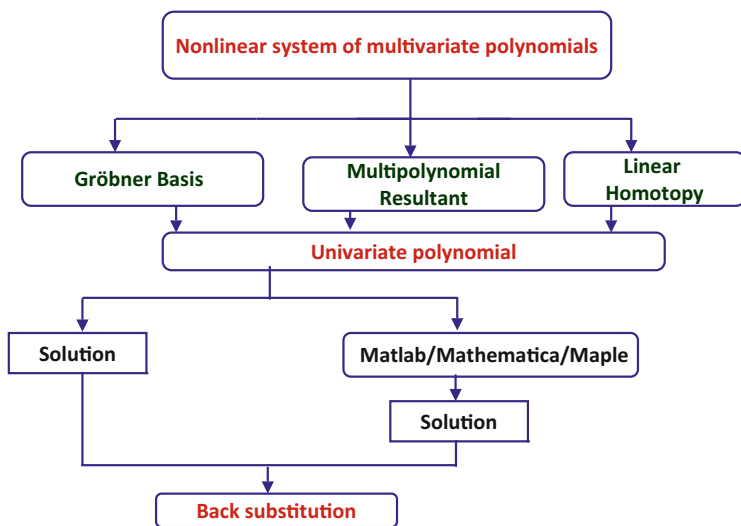 Nonlinear system of multivariate polynomials
Gröbner Basis
Multipolynomial
Resultant
Linear
Homotopy
Univariate polynomial
Solution
Matlab/Mathematica/Maple
Solution
Back substitution